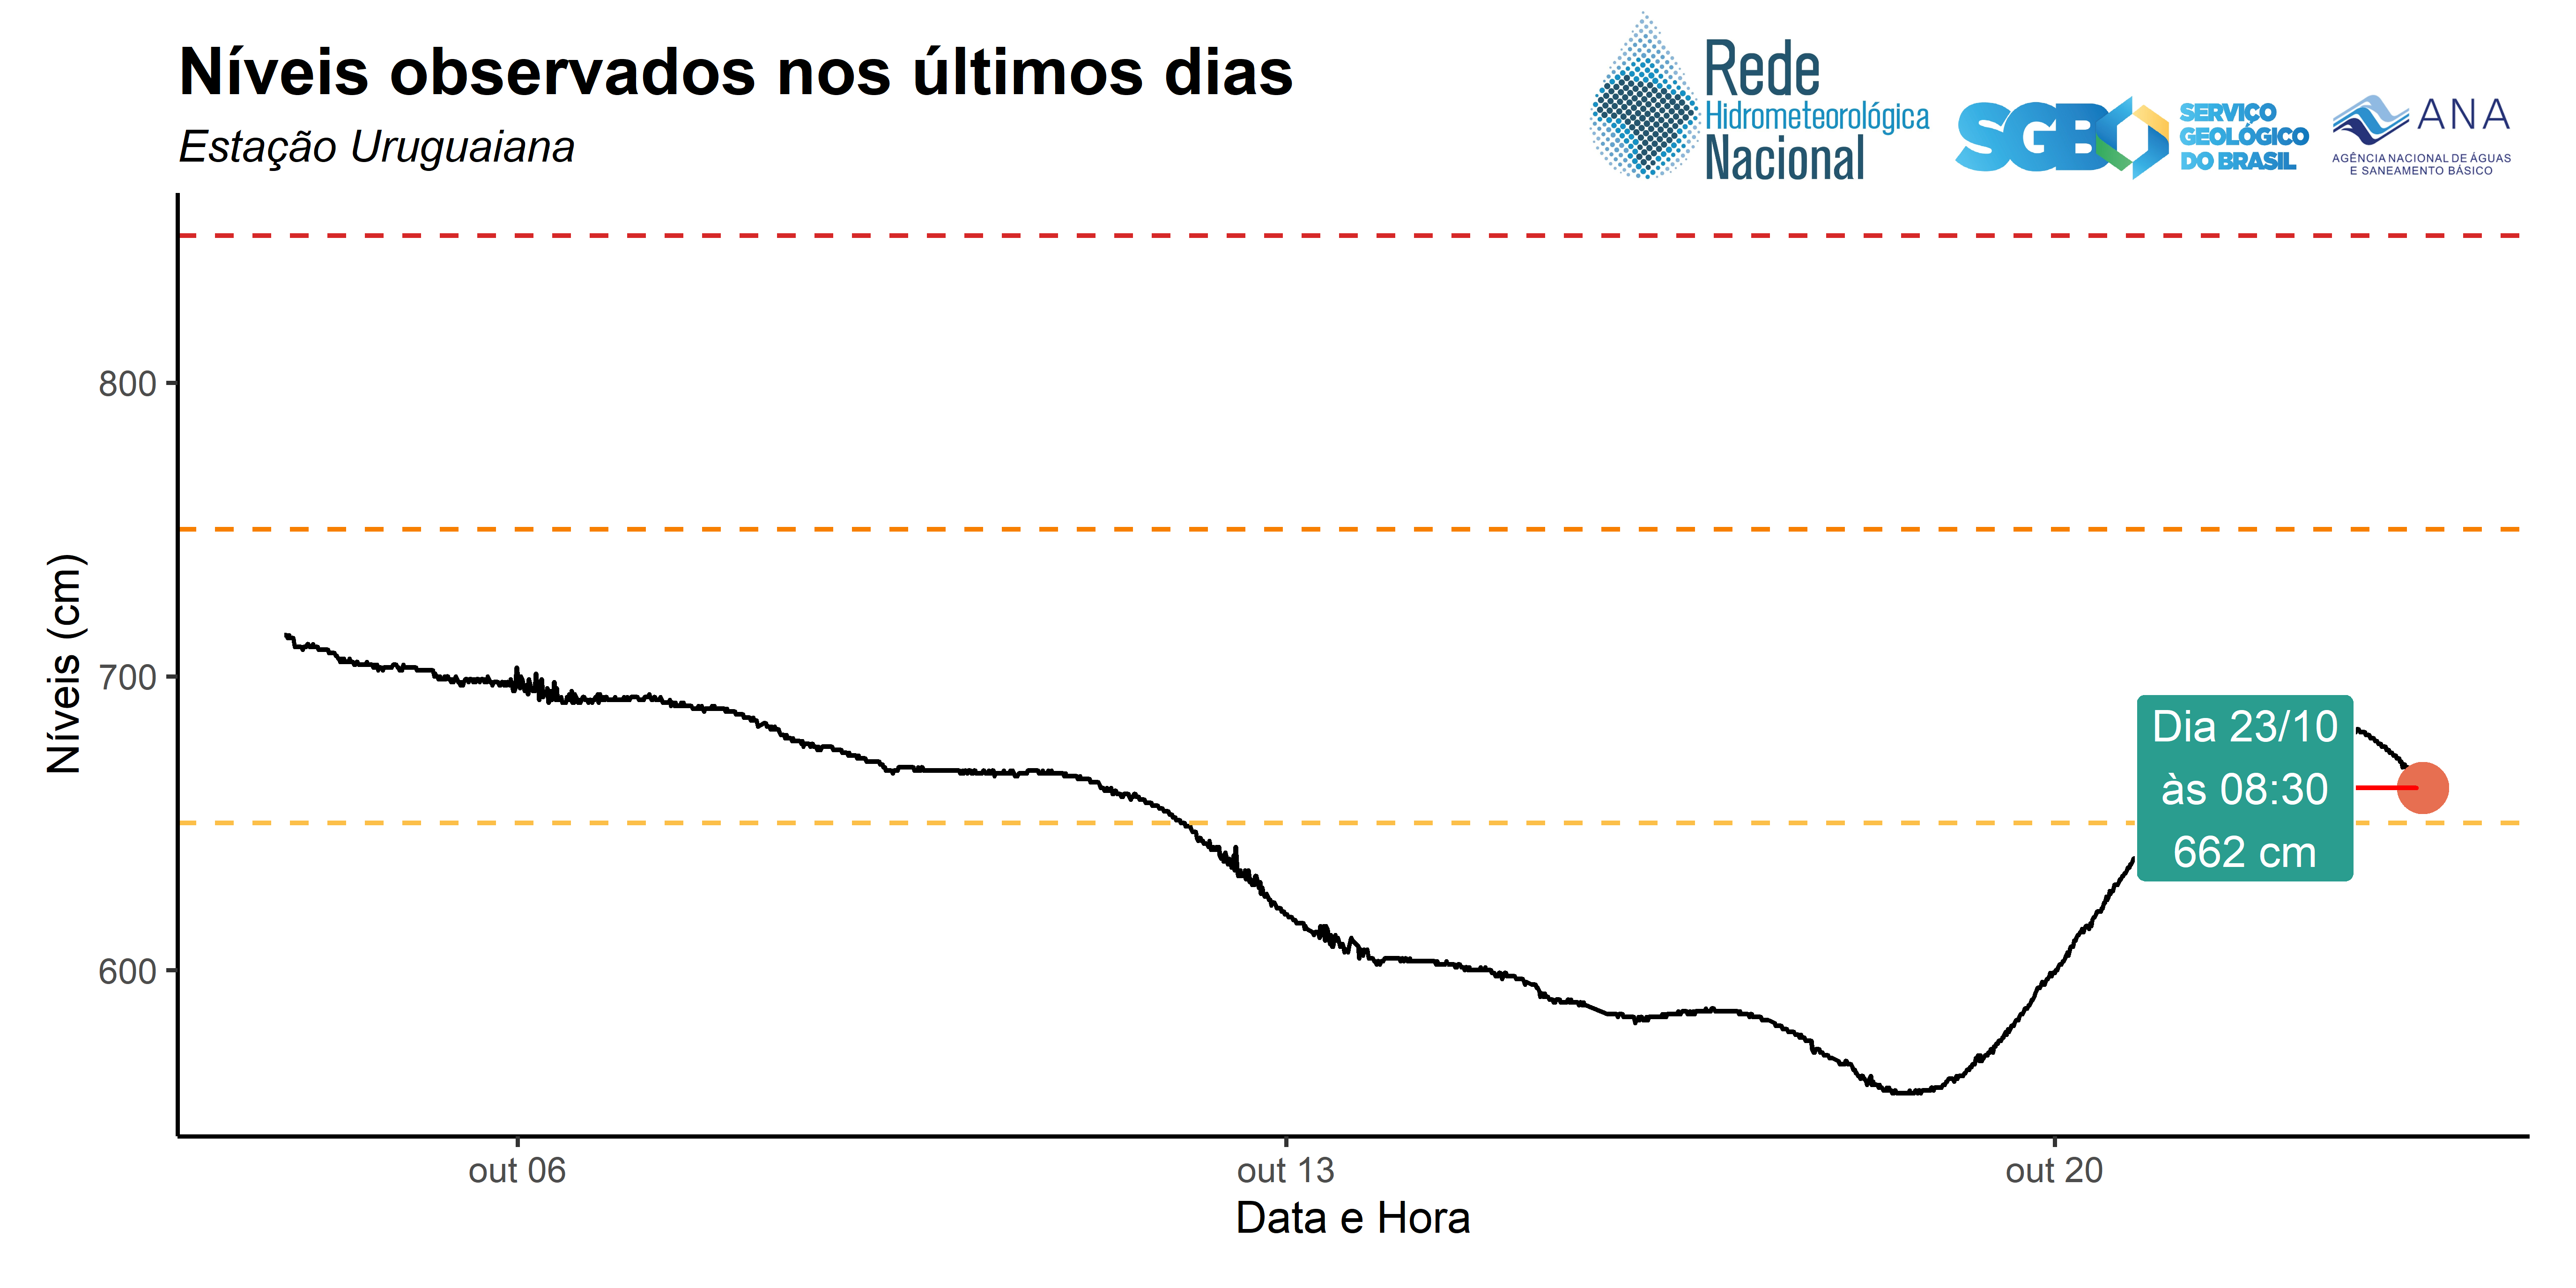 Níveis observados nos últimos dias
Estação Uruguaiana
Rede
Hidrometeorológica
Nacional
SGB
SERVIÇO
GEOLÓGICO
DO BRASIL
ANA
AGÊNCIA NACIONAL DE ÁGUAS
E SANEAMENTO BÁSICO
Níveis (cm)
800
700
600
Dia 23/10
às 08:30
662 cm
out 06
out 13
out 20
Data e Hora